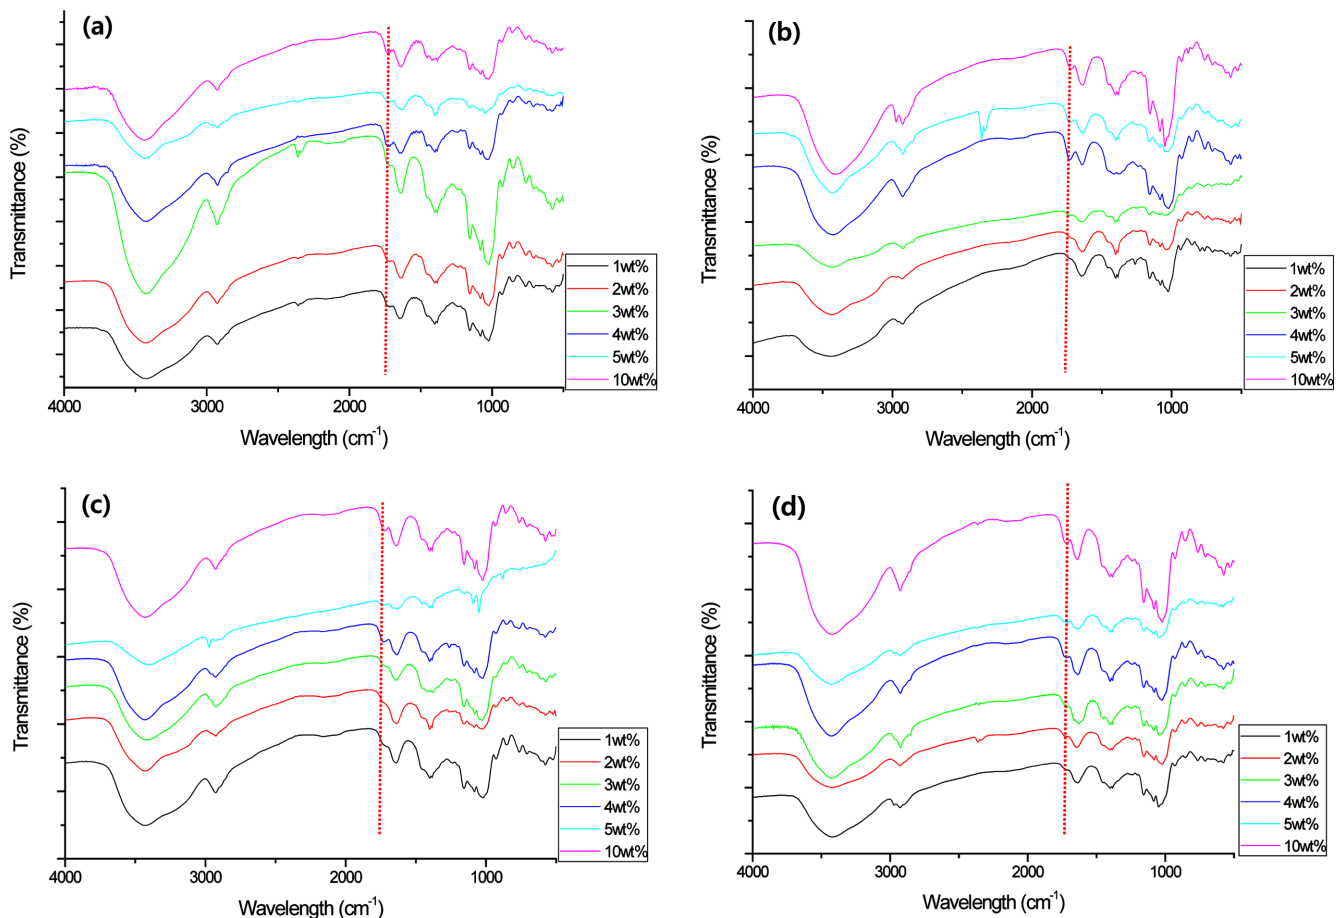 (a)
Transmittance (%)
1wt%
2wt%
3wt%
4wt%
5wt%
10wt%
4000 3000 2000 1000
Wavelength (cm-1)
(b)
Transmittance (%)
1wt%
2wt%
3wt%
4wt%
5wt%
10wt%
4000 3000 2000 1000
Wavelength (cm-1)
(c)
Transmittance (%)
1wt%
2wt%
3wt%
4wt%
5wt%
10wt%
4000 3000 2000 1000
Wavelength (cm-1)
(d)
Transmittance (%)
1wt%
2wt%
3wt%
4wt%
5wt%
10wt%
4000 3000 2000 1000
Wavelength (cm-1)